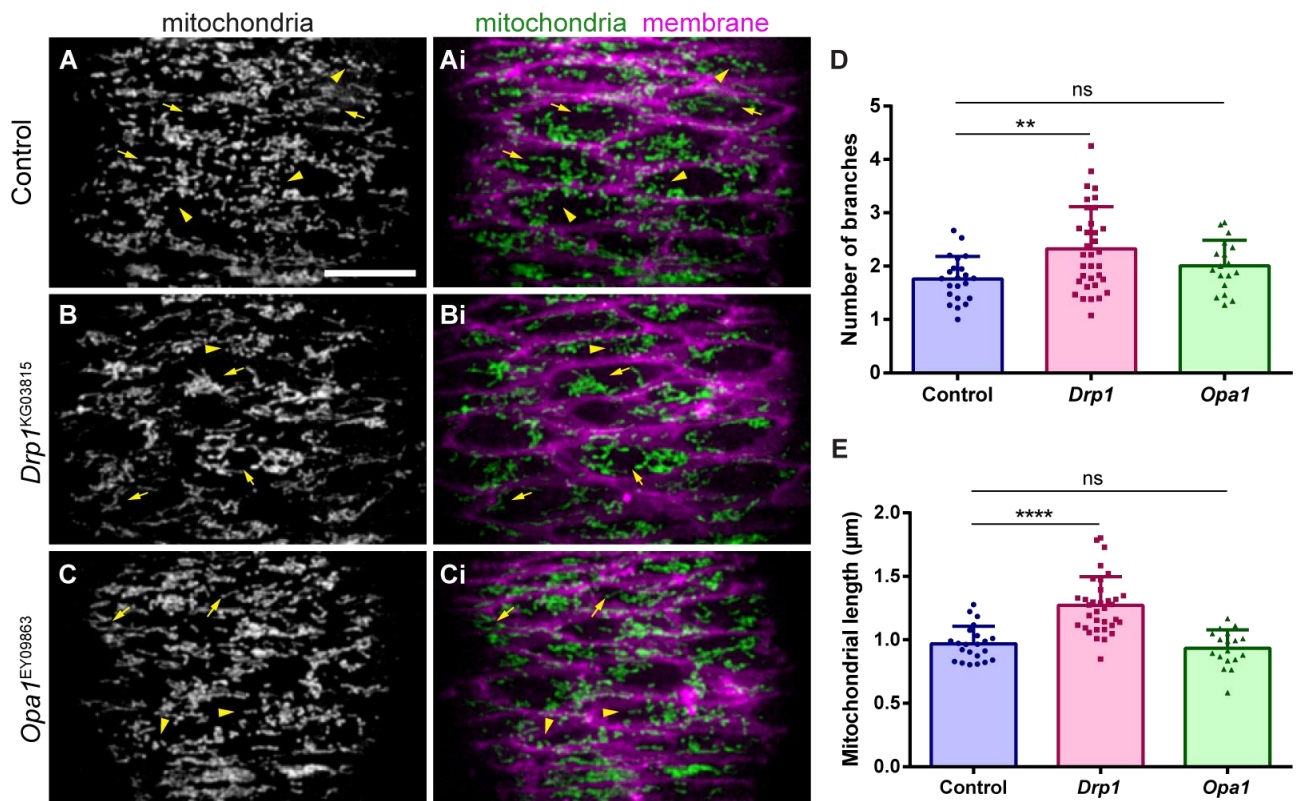 mitochondria
mitochondria membrane
Control
A
Ai
Drp1KG03815
B
Bi
Opa1EY09863
C
Ci
D
ns
**
Number of branches
5
4
3
2
1
0
Control
Drp1
Opa1
E
ns
****
Mitochondrial length (µm)
2.0
1.5
1.0
0.5
0.0
Control
Drp1
Opa1